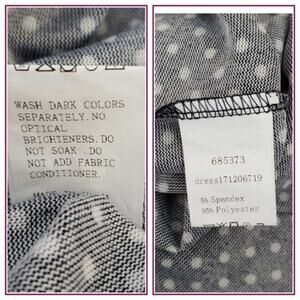 WASH DARK COLORS
SEPARATELY. NO
OPTICAL
BRIGHTENERS. DO
NOT SOAK. DO
NOT ADD FABRIC
CONDITIONER.
685373
dress171206719
5% Spandex
95% Polyester